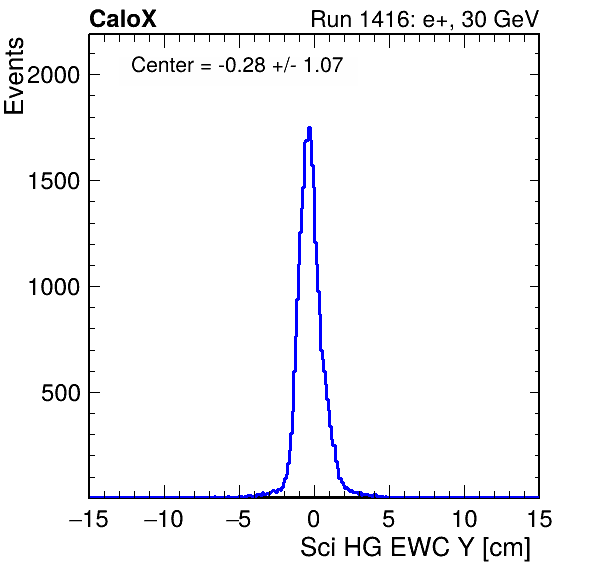 CaloX Run 1416: e+, 30 GeV
Center = -0.28 +/- 1.07
Events
2000
1500
1000
500
−15 −10 −5 0 5 10 15
Sci HG EWC Y [cm]